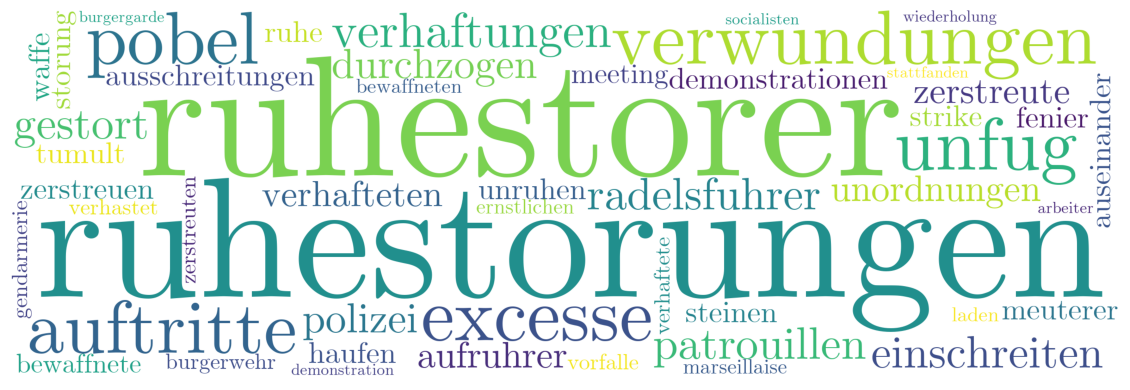 burgergarde
socialisten
wiederholung
pobel
ruhe
verhaftungen
verwundungen
waffe
storung
ausschreitungen
durchzogen
bewaffneten
meeting
demonstrationen
stattfanden
zerstreute
auseinander
gestort
ruhestorer
strike
fenier
tumult
unfug
zerstreuen
zerstreuten
verhafteten
unruhen
radelsfuhrer
unordnungen
verhastet
ernstlichen
arbeiter
gendarmerie
ruhestorungen
verhaftete
auftritte
polizei
excesse
steinen
laden
meuterer
bewaffnete
burgerwehr
haufen
demonstration
aufruhrer
vorfalle
patrouillen
marseillaise
einschreiten